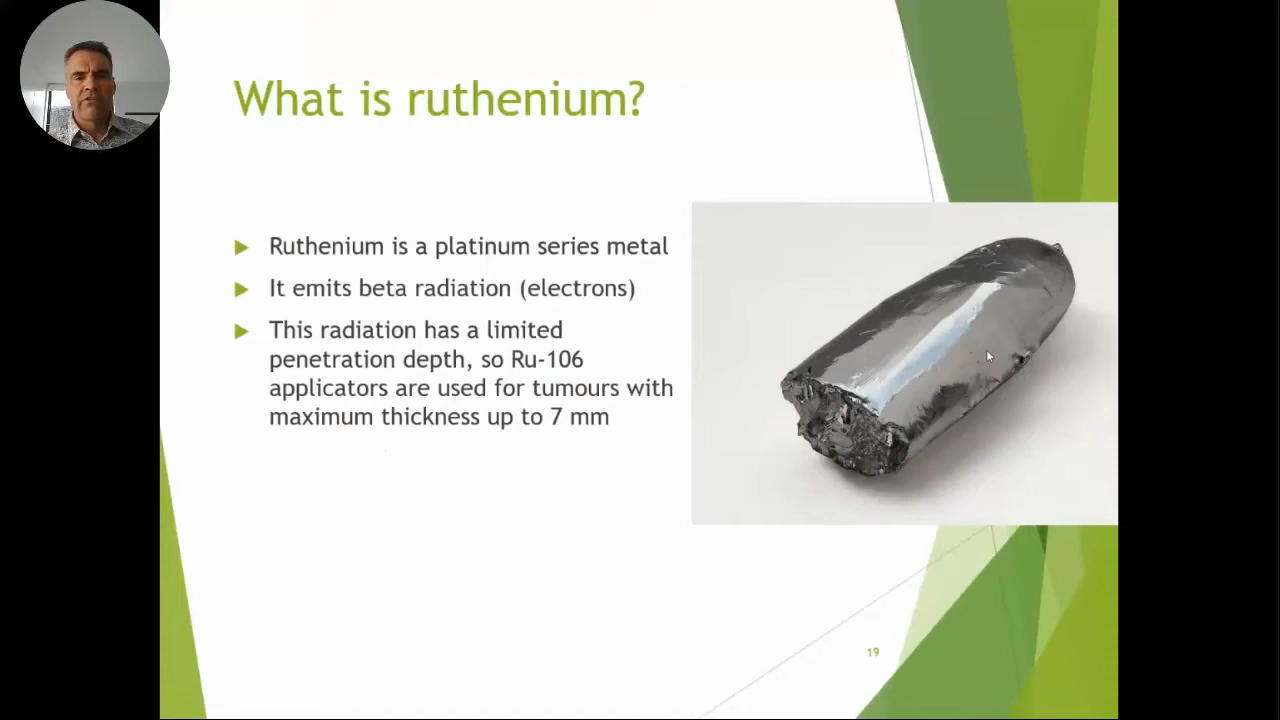 What is ruthenium?
Ruthenium is a platinum series metal
It emits beta radiation (electrons)
This radiation has a limited
penetration depth, so Ru-106
applicators are used for tumours with
maximum thickness up to 7 mm
19